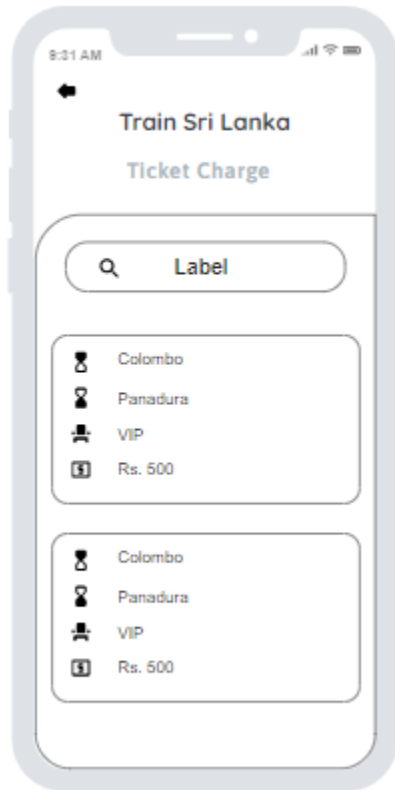 9:31 AM
Train Sri Lanka
Ticket Charge
Label
Colombo
Panadura
VIP
Rs. 500
Colombo
Panadura
VIP
Rs. 500